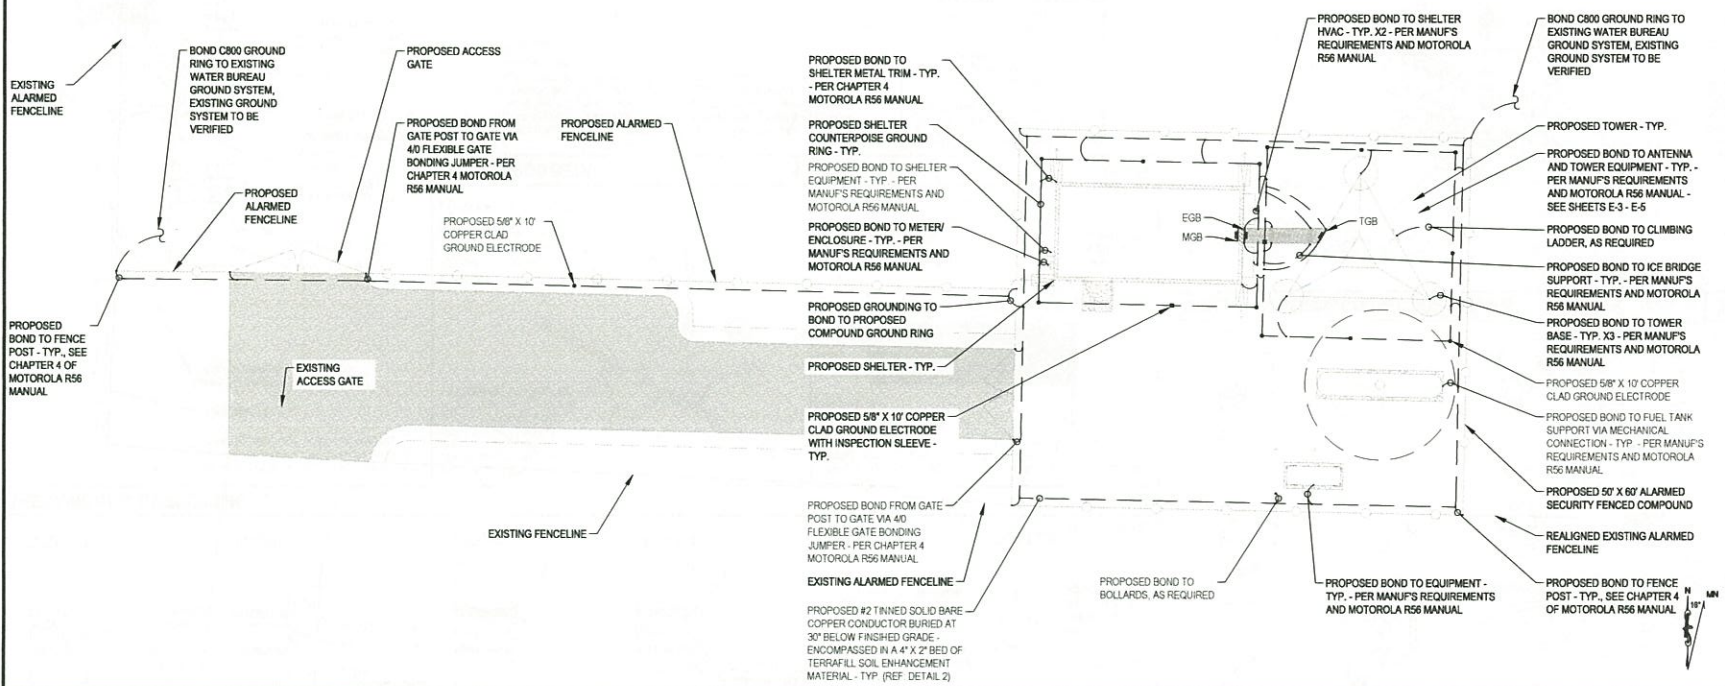 EXISTING
ALARMED
FENCELINE
BOND C800 GROUND
RING TO EXISTING
WATER BUREAU
GROUND SYSTEM,
EXISTING GROUND
SYSTEM TO BE
VERIFIED
PROPOSED ACCESS
GATE
PROPOSED BOND FROM
GATE POST TO GATE VIA
4/0 FLEXIBLE GATE
BONDING JUMPER - PER
CHAPTER 4 MOTOROLA
R56 MANUAL
PROPOSED ALARMED
FENCELINE
PROPOSED
ALARMED
FENCELINE
PROPOSED 5/8" X 10'
COPPER CLAD
GROUND ELECTRODE
PROPOSED
BOND TO FENCE
POST - TYP., SEE
CHAPTER 4 OF
MOTOROLA R56
MANUAL
EXISTING
ACCESS GATE
EXISTING FENCELINE
PROPOSED BOND TO
SHELTER METAL TRIM - TYP.
- PER CHAPTER 4
MOTOROLA R56 MANUAL
PROPOSED SHELTER
COUNTERPOISE GROUND
RING - TYP.
PROPOSED BOND TO SHELTER
EQUIPMENT - TYP. - PER
MANUF'S REQUIREMENTS AND
MOTOROLA R56 MANUAL
PROPOSED BOND TO METER/
ENCLOSURE - TYP. - PER
MANUF'S REQUIREMENTS AND
MOTOROLA R56 MANUAL
PROPOSED GROUNDING TO
BOND TO PROPOSED
COMPOUND GROUND RING
PROPOSED SHELTER - TYP.
PROPOSED 5/8" X 10' COPPER
CLAD GROUND ELECTRODE
WITH INSPECTION SLEEVE -
TYP.
PROPOSED BOND FROM GATE
POST TO GATE VIA 4/0
FLEXIBLE GATE BONDING
JUMPER - PER CHAPTER 4
MOTOROLA R56 MANUAL
EXISTING ALARMED FENCELINE
PROPOSED #2 TINNED SOLID BARE
COPPER CONDUCTOR BURIED AT
30" BELOW FINSIHED GRADE -
ENCOMPASSED IN A 4" X 2" BED OF
TERRAFILL SOIL ENHANCEMENT
MATERIAL - TYP (REF. DETAIL 2)
PROPOSED BOND TO SHELTER
HVAC - TYP. X2 - PER MANUF'S
REQUIREMENTS AND MOTOROLA
R56 MANUAL
EGB
MGB
TGB
PROPOSED BOND TO
BOLLARDS, AS REQUIRED
PROPOSED BOND TO EQUIPMENT -
TYP. - PER MANUF'S REQUIREMENTS
AND MOTOROLA R56 MANUAL
BOND C800 GROUND RING TO
EXISTING WATER BUREAU
GROUND SYSTEM, EXISTING
GROUND SYSTEM TO BE
VERIFIED
PROPOSED TOWER - TYP.
PROPOSED BOND TO ANTENNA
AND TOWER EQUIPMENT - TYP. -
PER MANUF'S REQUIREMENTS
AND MOTOROLA R56 MANUAL -
SEE SHEETS E-3 - E-5
PROPOSED BOND TO CLIMBING
LADDER, AS REQUIRED
PROPOSED BOND TO ICE BRIDGE
SUPPORT - TYP. - PER MANUF'S
REQUIREMENTS AND MOTOROLA
R56 MANUAL
PROPOSED BOND TO TOWER
BASE - TYP. X3 - PER MANUF'S
REQUIREMENTS AND MOTOROLA
R56 MANUAL
PROPOSED 5/8" X 10' COPPER
CLAD GROUND ELECTRODE
PROPOSED BOND TO FUEL TANK
SUPPORT VIA MECHANICAL
CONNECTION - TYP. - PER MANUF'S
REQUIREMENTS AND MOTOROLA
R56 MANUAL
PROPOSED 50' X 60' ALARMED
SECURITY FENCED COMPOUND
REALIGNED EXISTING ALARMED
FENCELINE
PROPOSED BOND TO FENCE
POST - TYP., SEE CHAPTER 4
OF MOTOROLA R56 MANUAL
N
MN
16°